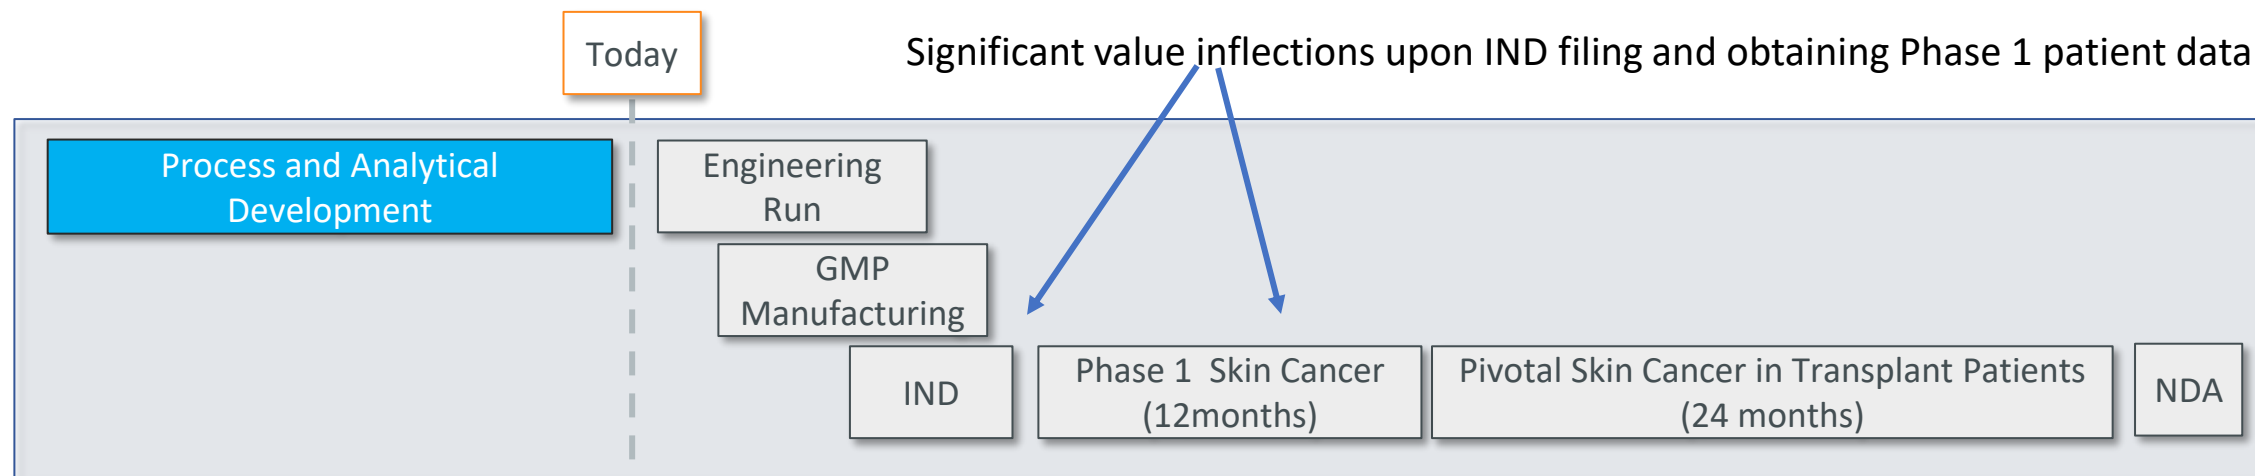 Today
Significant value inflections upon IND filing and obtaining Phase 1 patient data
Process and Analytical
Development
Engineering
Run
GMP
Manufacturing
IND
Phase 1  Skin Cancer
(12months)
Pivotal Skin Cancer in Transplant Patients
(24 months)
NDA